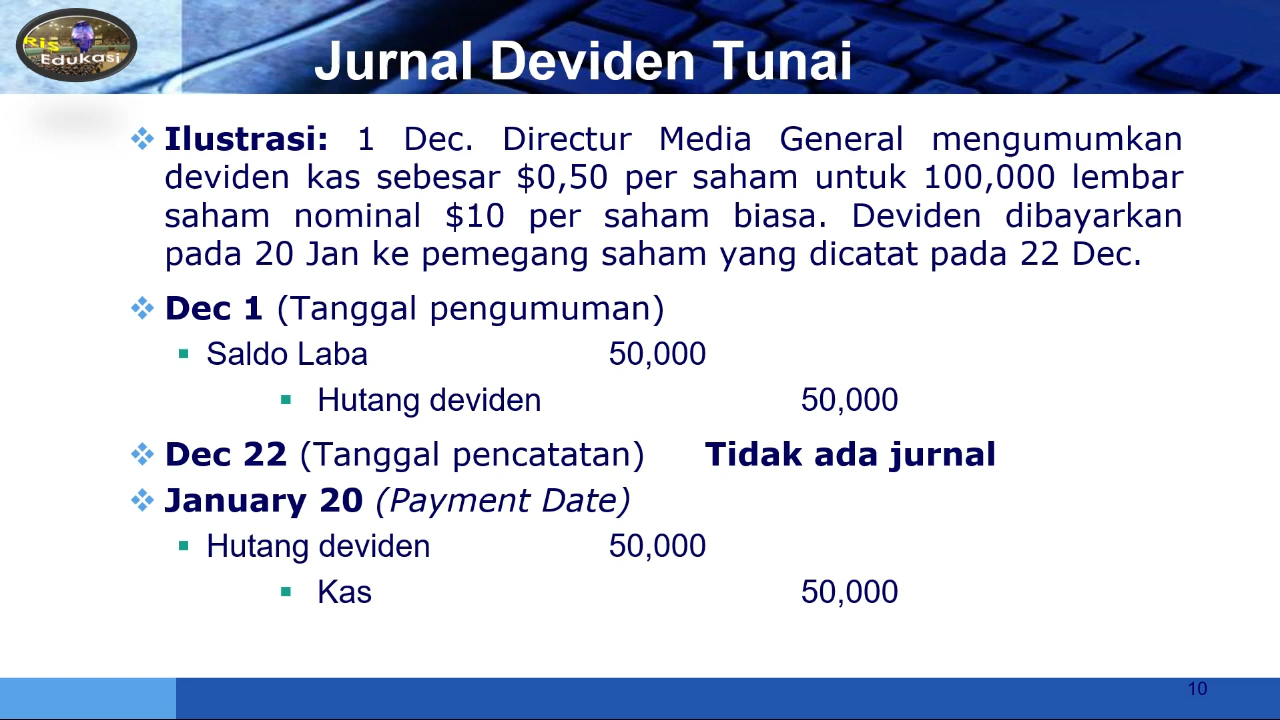 Ris
Edukasi
Jurnal Deviden Tunai
Ilustrasi: 1 Dec. Directur Media General mengumumkan
deviden kas sebesar $0,50 per saham untuk 100,000 lembar
saham nominal $10 per saham biasa. Deviden dibayarkan
pada 20 Jan ke pemegang saham yang dicatat pada 22 Dec.
Dec 1 (Tanggal pengumuman)
Saldo Laba 50,000
Hutang deviden 50,000
Dec 22 (Tanggal pencatatan) Tidak ada jurnal
January 20 (Payment Date)
Hutang deviden 50,000
Kas 50,000
10